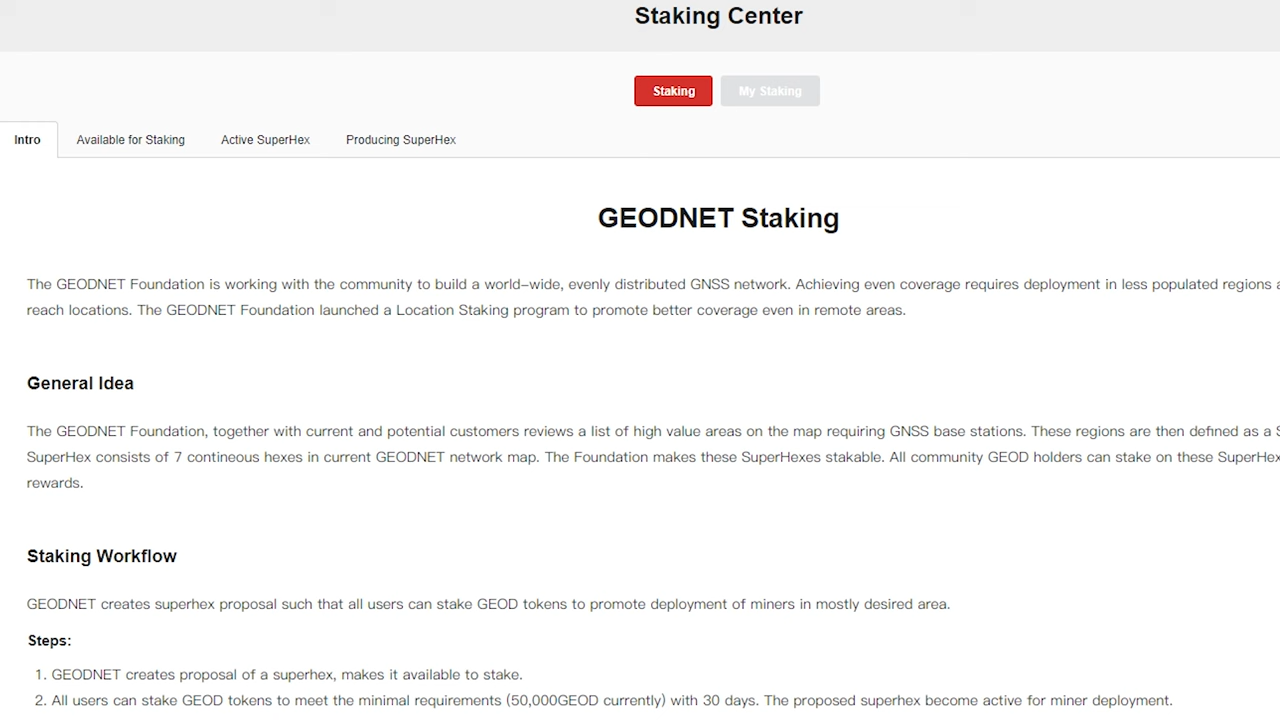 Staking Center
Staking My Staking
Intro Available for Staking Active SuperHex Producing SuperHex
GEODNET Staking
The GEODNET Foundation is working with the community to build a world-wide, evenly distributed GNSS network. Achieving even coverage requires deployment in less populated regions
reach locations. The GEODNET Foundation launched a Location Staking program to promote better coverage even in remote areas.
General Idea
The GEODNET Foundation, together with current and potential customers reviews a list of high value areas on the map requiring GNSS base stations. These regions are then defined as a
SuperHex consists of 7 contineous hexes in current GEODNET network map. The Foundation makes these SuperHexes stakable. All community GEOD holders can stake on these SuperHex
rewards.
Staking Workflow
GEODNET creates superhex proposal such that all users can stake GEOD tokens to promote deployment of miners in mostly desired area.
Steps:
1. GEODNET creates proposal of a superhex, makes it available to stake.
2. All users can stake GEOD tokens to meet the minimal requirements (50,000GEOD currently) with 30 days. The proposed superhex become active for miner deployment.